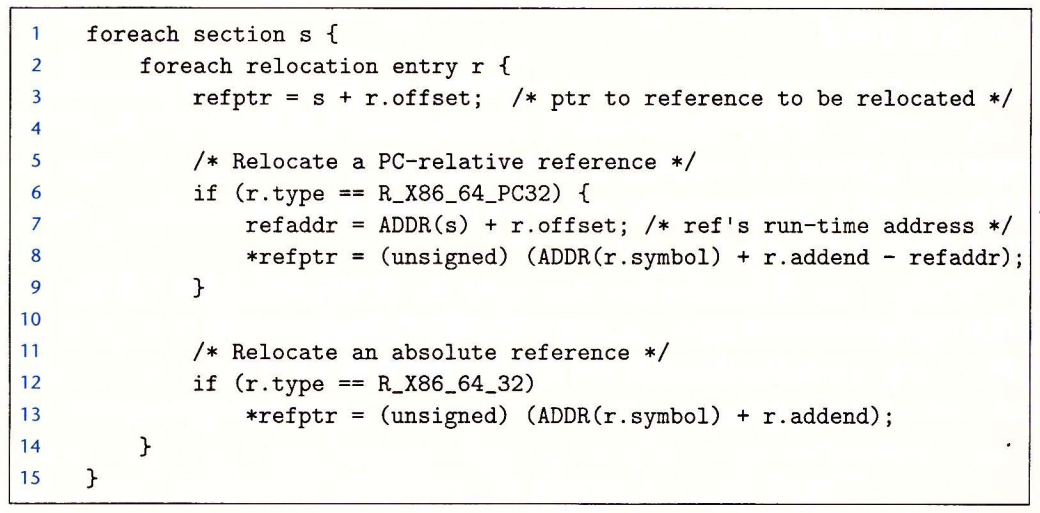 1 foreach section s {
2 foreach relocation entry r {
3 refptr = s + r.offset; /* ptr to reference to be relocated */
4
5 /* Relocate a PC-relative reference */
6 if (r.type == R_X86_64_PC32) {
7 refaddr = ADDR(s) + r.offset; /* ref's run-time address */
8 *refptr = (unsigned) (ADDR(r.symbol) + r.addend - refaddr);
9 }
10
11 /* Relocate an absolute reference */
12 if (r.type == R_X86_64_32)
13 *refptr = (unsigned) (ADDR(r.symbol) + r.addend);
14 }
15 }